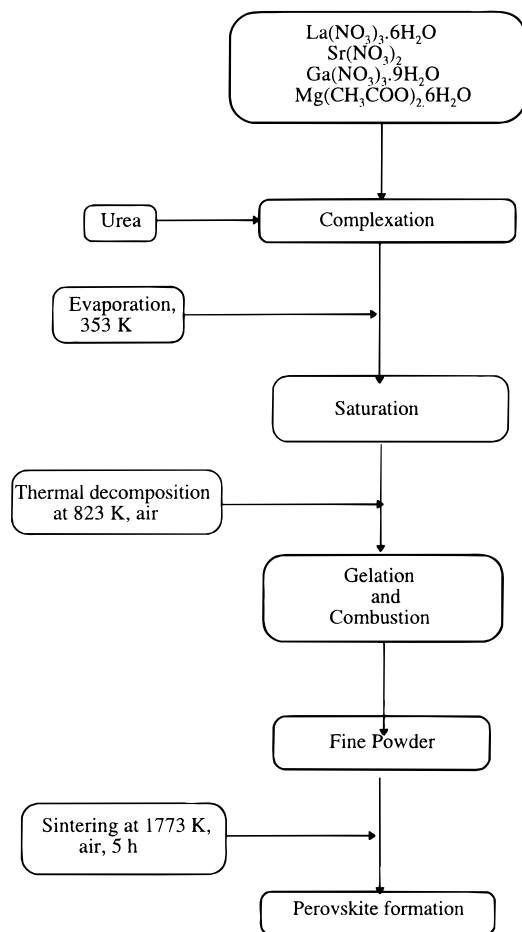 La(NO₃)₃.6H₂O
Sr(NO₃)₂
Ga(NO₃)₃.9H₂O
Mg(CH₃COO)₂.6H₂O
Urea
Complexation
Evaporation,
353 K
Saturation
Thermal decomposition
at 823 K, air
Gelation
and
Combustion
Fine Powder
Sintering at 1773 K,
air, 5 h
Perovskite formation